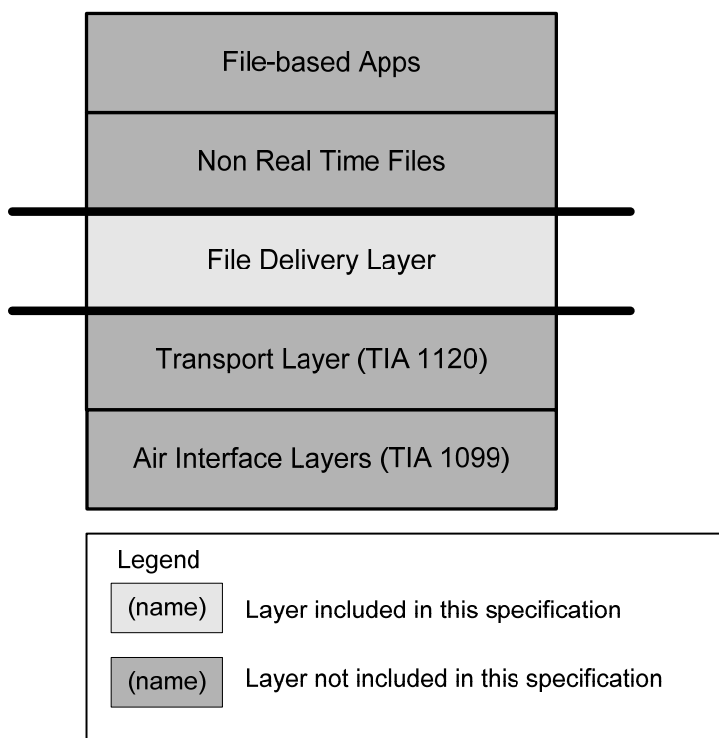 File-based Apps
Non Real Time Files
File Delivery Layer
Transport Layer (TIA 1120)
Air Interface Layers (TIA 1099)
Legend
(name) Layer included in this specification
(name) Layer not included in this specification